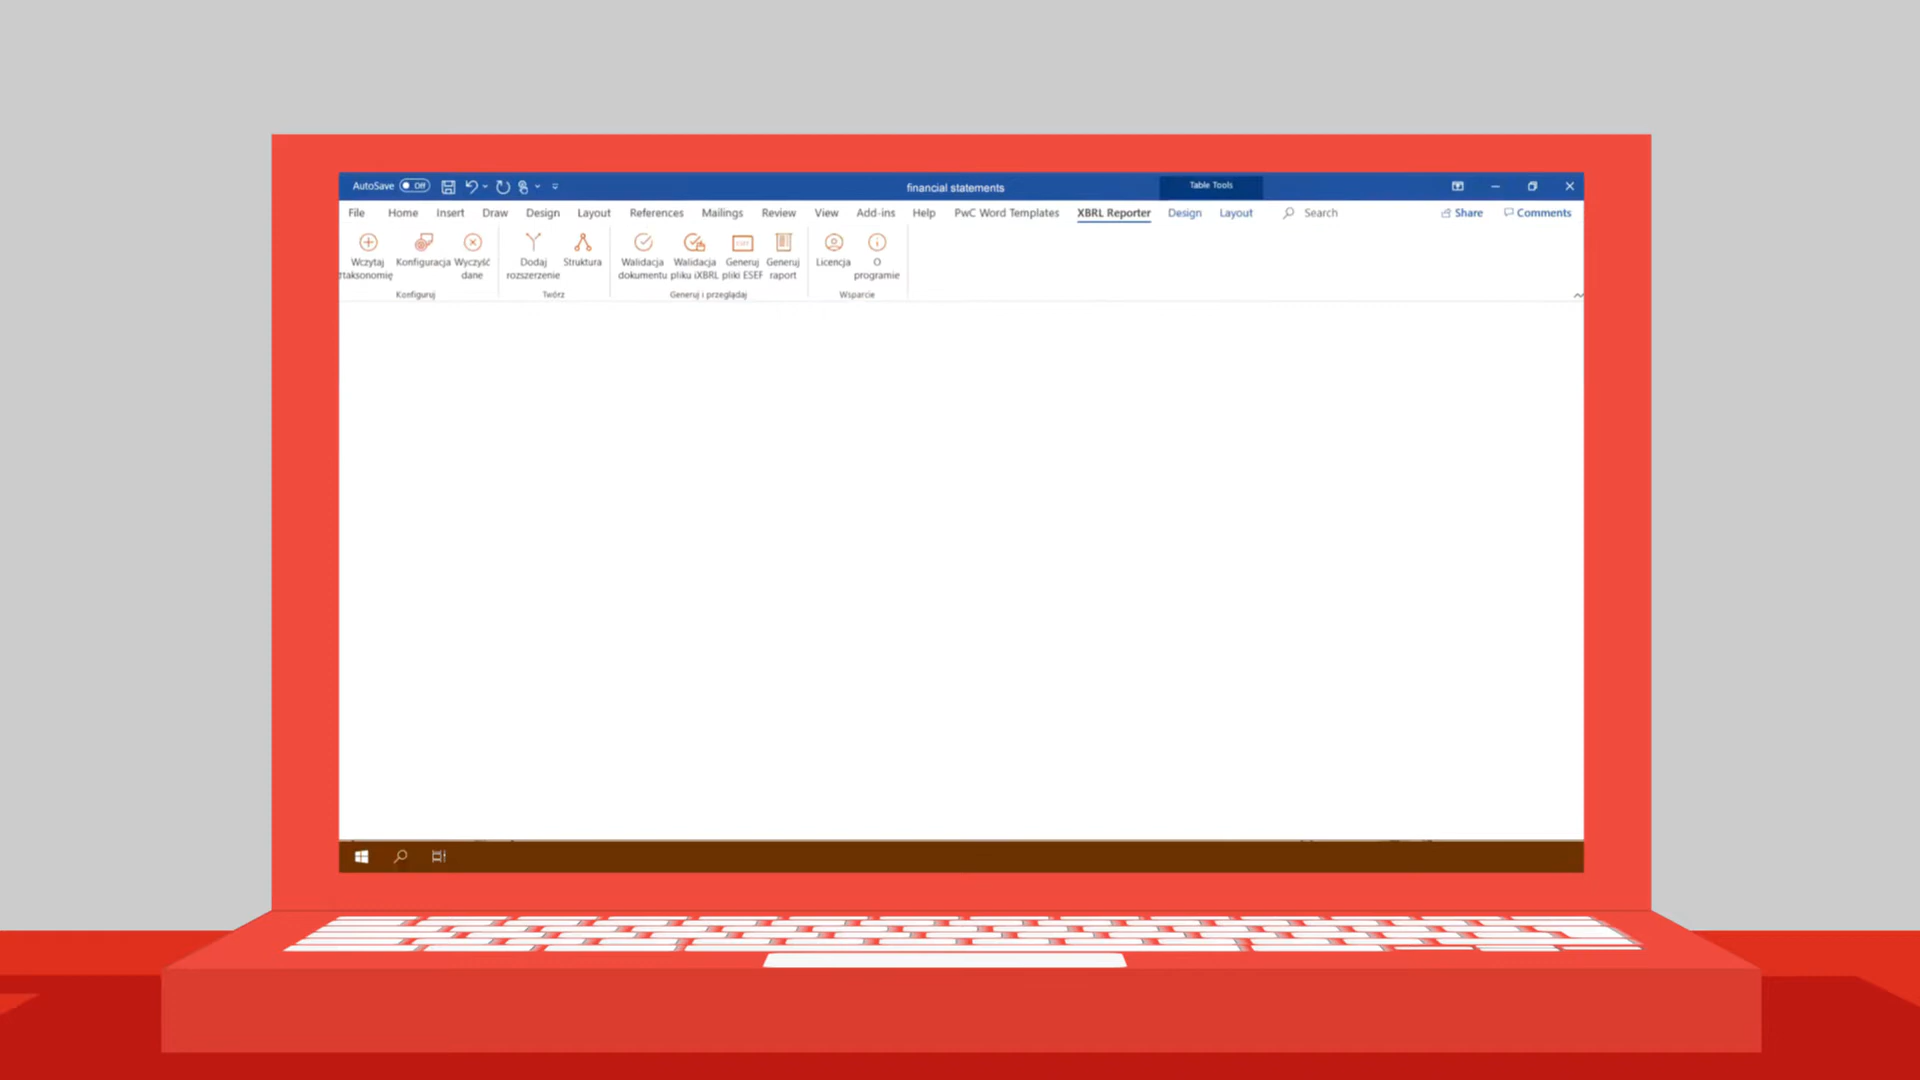 AutoSave Off financial statements Table Tools
File Home Insert Draw Design Layout References Mailings Review View Add-ins Help PwC Word Templates XBRL Reporter Design Layout Search Share Comments
Wczytaj Konfiguracja Wyczyść Dodaj Struktura Walidacja Walidacja Generuj Generuj Licencja O
taksonomię dane rozszerzenie dokumentu pliku iXBRL pliki ESEF raport programie
Konfiguruj Twórz Generuj i przeglądaj Wsparcie